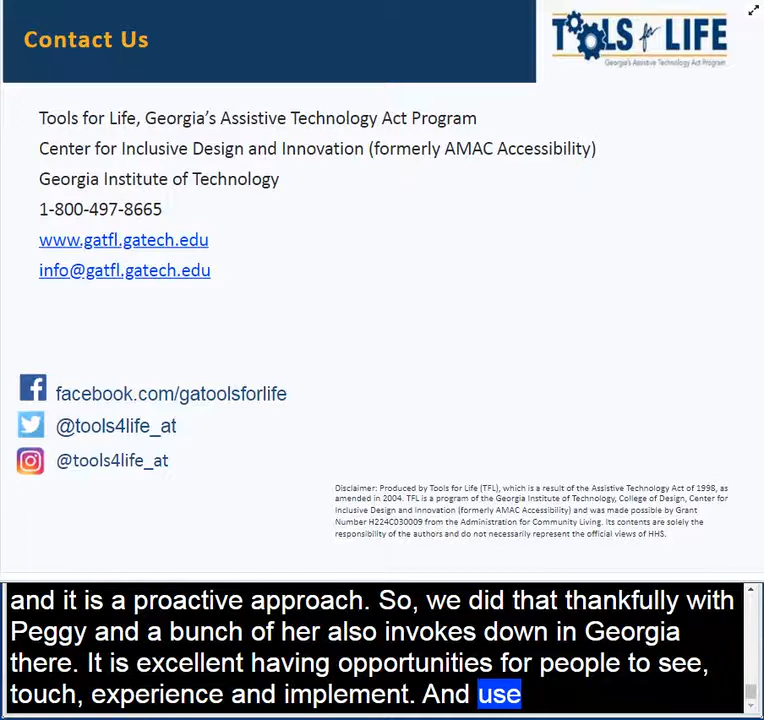 Contact Us
TOOLS for LIFE
Georgia's Assistive Technology Act Program
Tools for Life, Georgia's Assistive Technology Act Program
Center for Inclusive Design and Innovation (formerly AMAC Accessibility)
Georgia Institute of Technology
1-800-497-8665
www.gatfl.gatech.edu
info@gatfl.gatech.edu
facebook.com/gatoolsforlife
@tools4life_at
@tools4life_at
Disclaimer: Produced by Tools for Life (TFL), which is a result of the Assistive Technology Act of 1998, as
amended in 2004. TFL is a program of the Georgia Institute of Technology, College of Design, Center for
Inclusive Design and Innovation (formerly AMAC Accessibility) and was made possible by Grant
Number H224C030009 from the Administration for Community Living. Its contents are solely the
responsibility of the authors and do not necessarily represent the official views of HHS.
and it is a proactive approach. So, we did that thankfully with
Peggy and a bunch of her also invokes down in Georgia
there. It is excellent having opportunities for people to see,
touch, experience and implement. And use